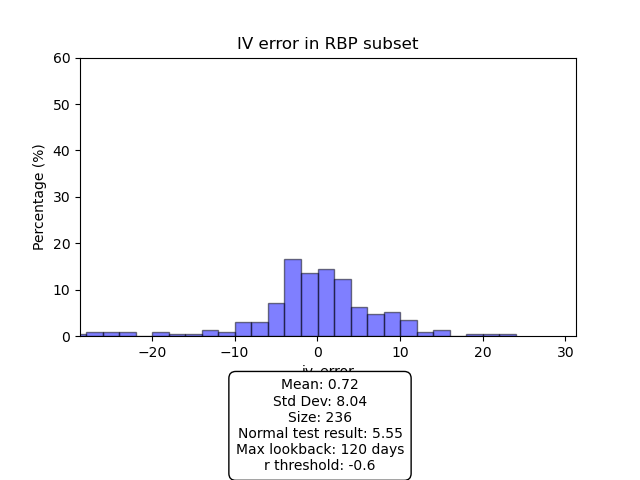 IV error in RBP subset
Percentage (%)
60
50
40
30
20
10
0
−20
−10
0
10
20
30
iv_error
Mean: 0.72
Std Dev: 8.04
Size: 236
Normal test result: 5.55
Max lookback: 120 days
r threshold: -0.6